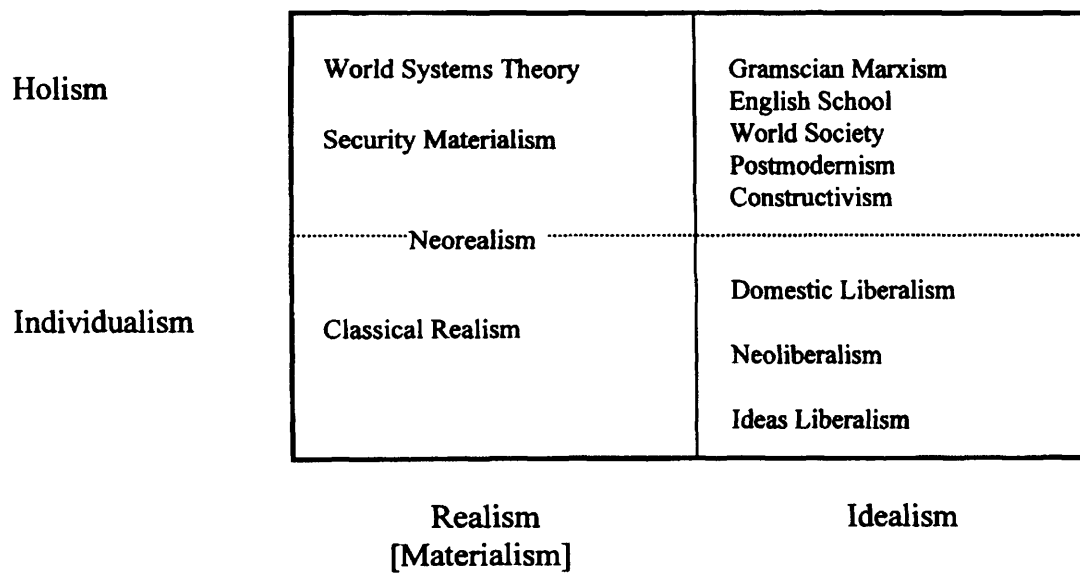 Holism
World Systems Theory
Security Materialism
Gramscian Marxism
English School
World Society
Postmodernism
Constructivism
Neorealism
Individualism
Classical Realism
Domestic Liberalism
Neoliberalism
Ideas Liberalism
Realism
[Materialism]
Idealism